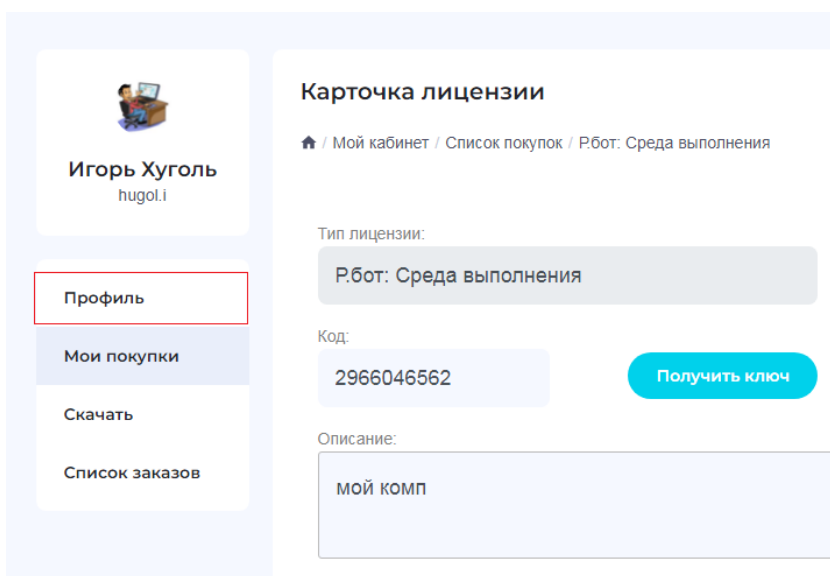 Игорь Хуголь
hugol.i
Профиль
Мои покупки
Скачать
Список заказов
Карточка лицензии
/ Мой кабинет / Список покупок / Р.бот: Среда выполнения
Тип лицензии:
Р.бот: Среда выполнения
Код:
2966046562
Получить ключ
Описание:
мой комп